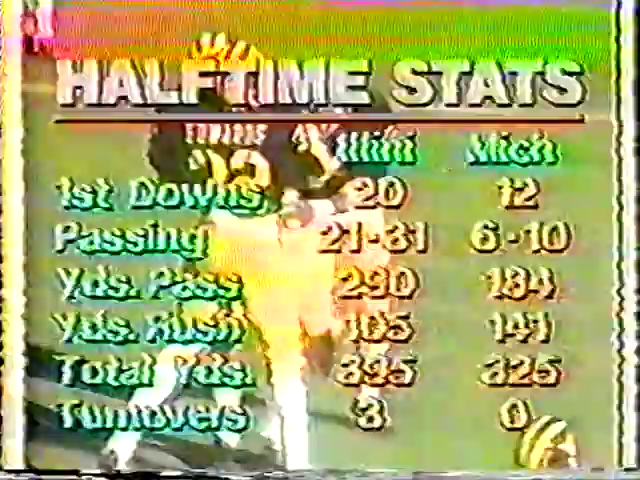 HALFTIME STATS
Illini Mich
1st Downs 20 12
Passing 21-31 6-10
Yds. Pass 290 184
Yds. Rush 105 141
Total Yds. 395 325
Turnovers 3 0